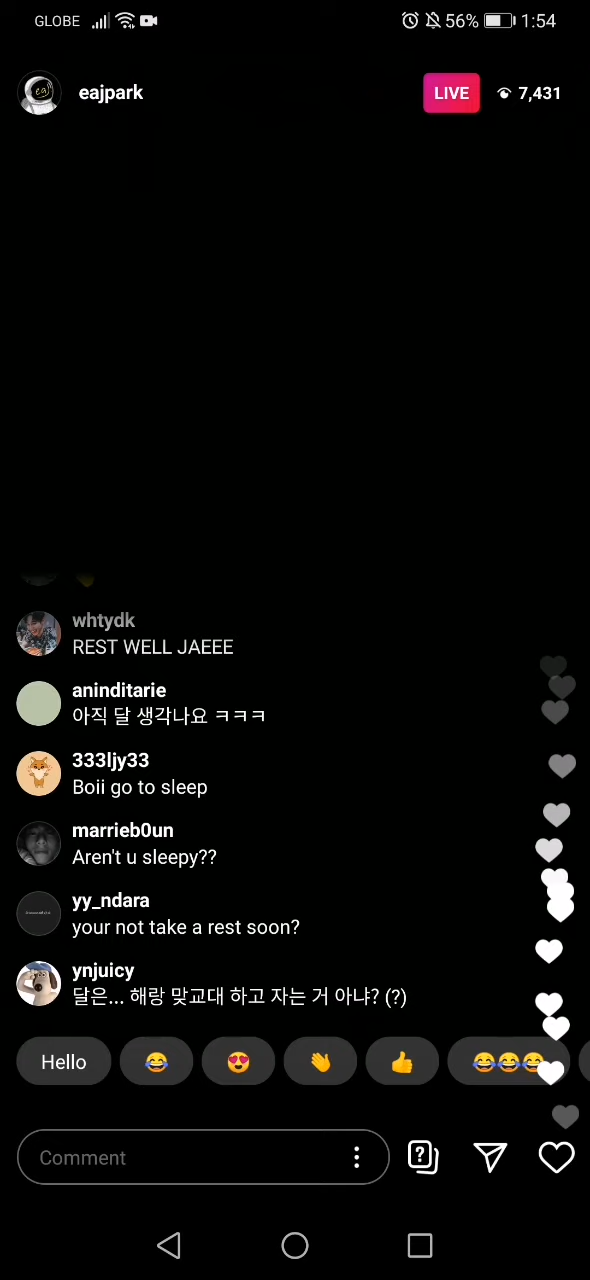 GLOBE 56% 1:54
eajpark LIVE 7,431
whtydk
REST WELL JAEEE
aninditarie
아직 달 생각나요 ㅋㅋㅋ
333ljy33
Boii go to sleep
marrieb0un
Aren't u sleepy??
yy_ndara
your not take a rest soon?
ynjuicy
달은... 해랑 맞교대 하고 자는 거 아냐? (?)
Hello
Comment